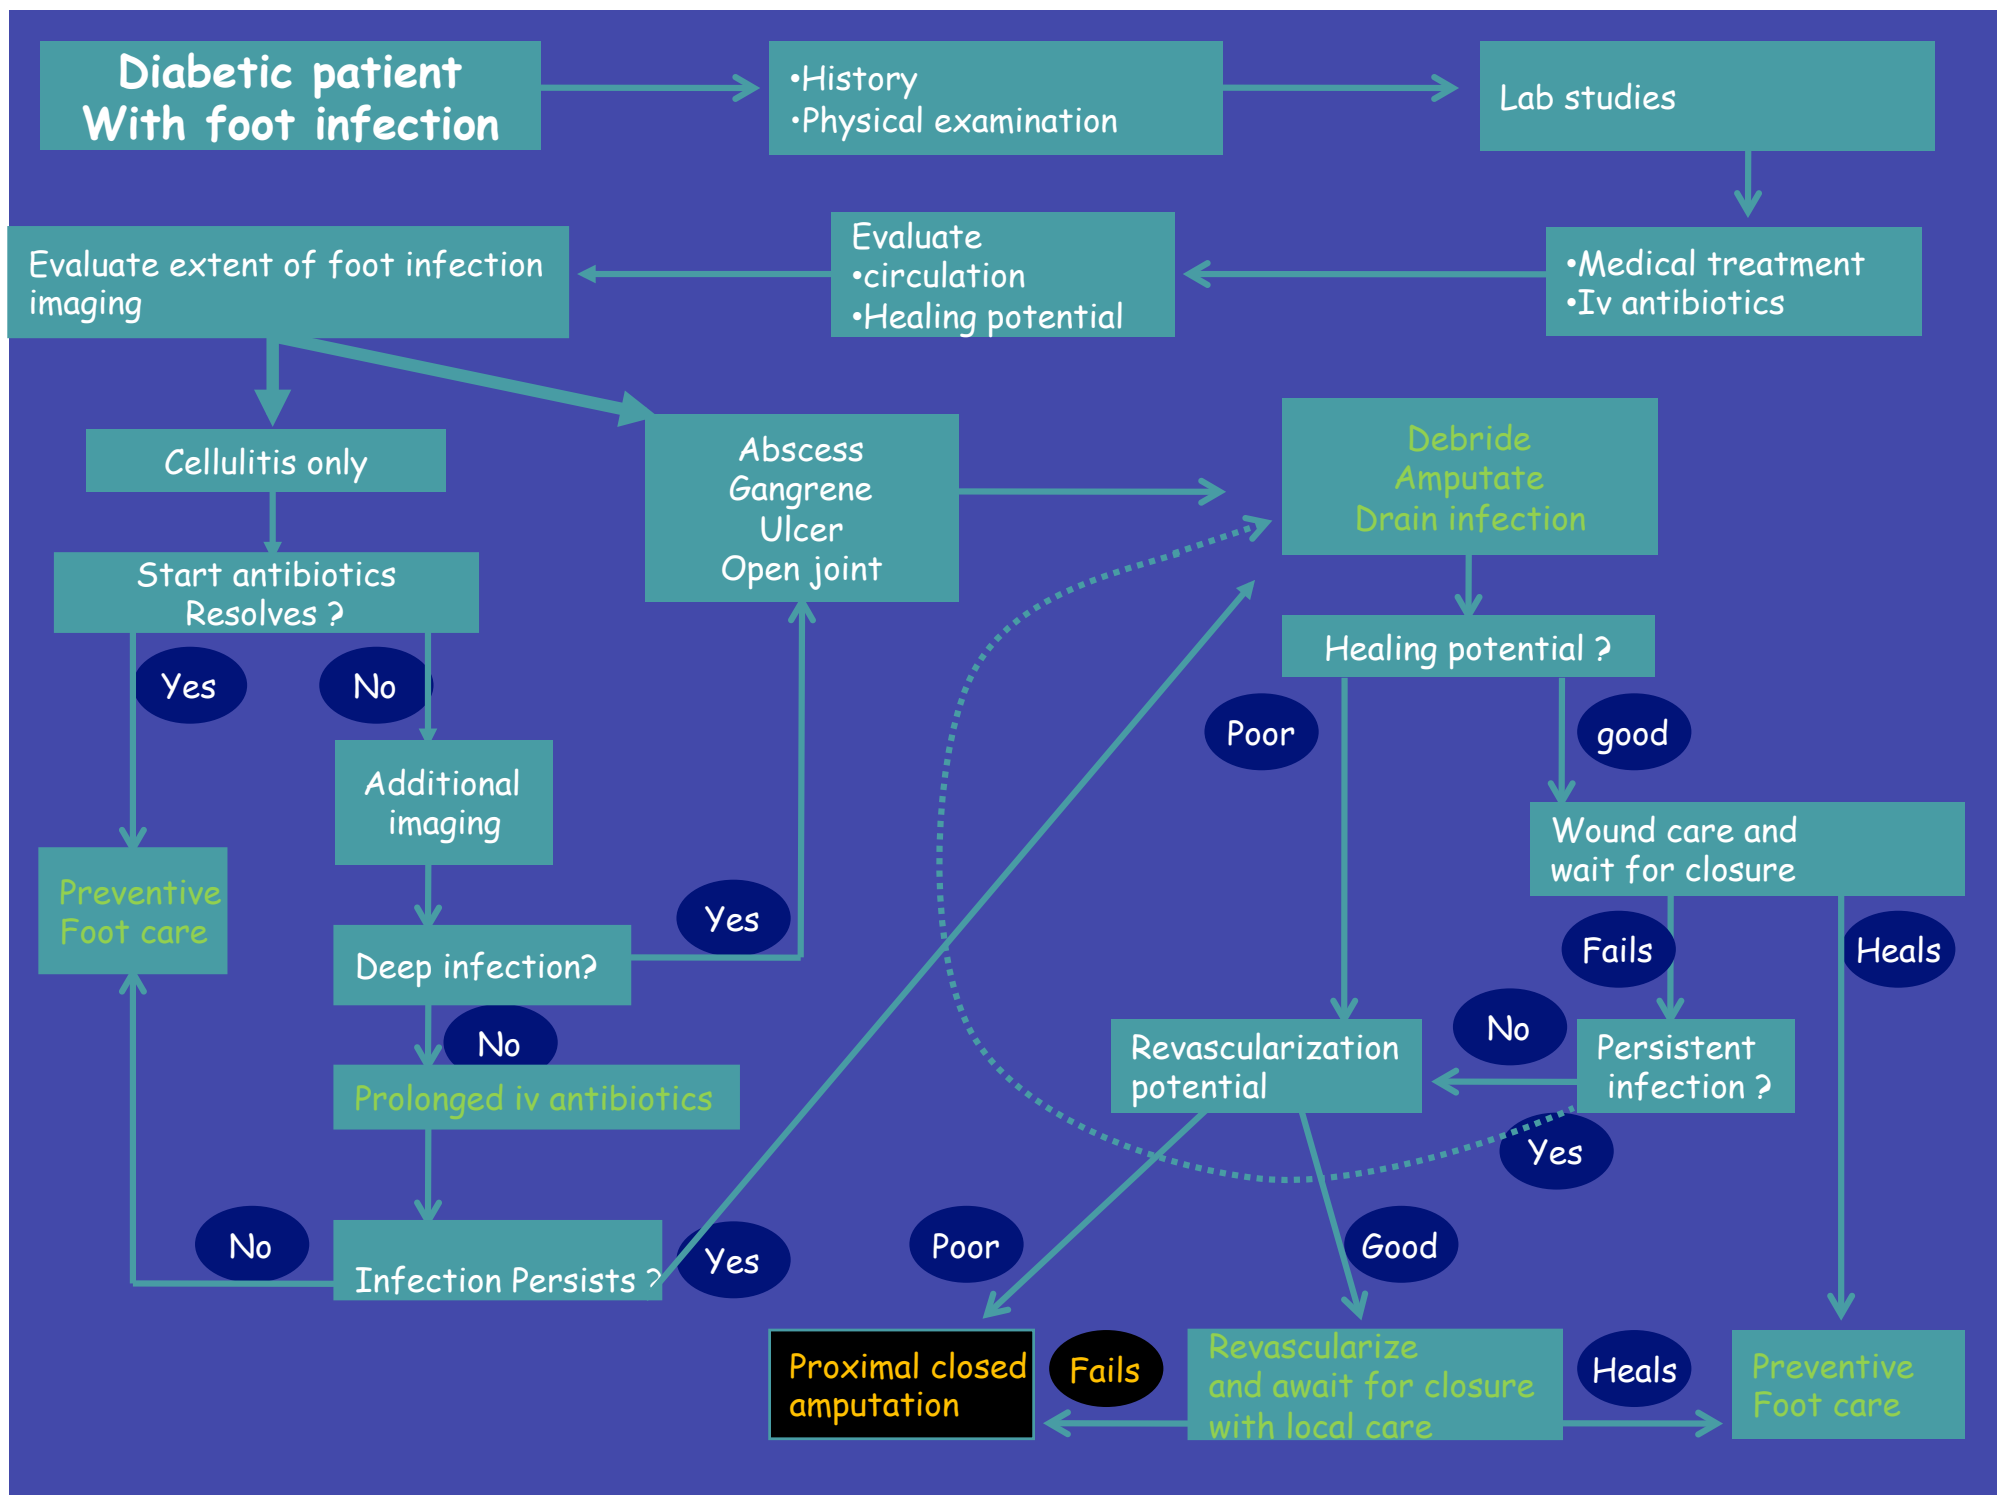 Diabetic patient
With foot infection
•History
•Physical examination
Lab studies
Evaluate extent of foot infection
imaging
Evaluate
•circulation
•Healing potential
•Medical treatment
•Iv antibiotics
Cellulitis only
Abscess
Gangrene
Ulcer
Open joint
Debride
Amputate
Drain infection
Start antibiotics
Resolves ?
Healing potential ?
Yes
No
Poor
good
Additional
imaging
Wound care and
wait for closure
Preventive
Foot care
Yes
Deep infection?
Fails
Heals
No
No
Revascularization
potential
Persistent
infection ?
Prolonged iv antibiotics
Yes
No
Infection Persists ?
Yes
Poor
Good
Proximal closed
amputation
Fails
Revascularize
and await for closure
with local care
Heals
Preventive
Foot care